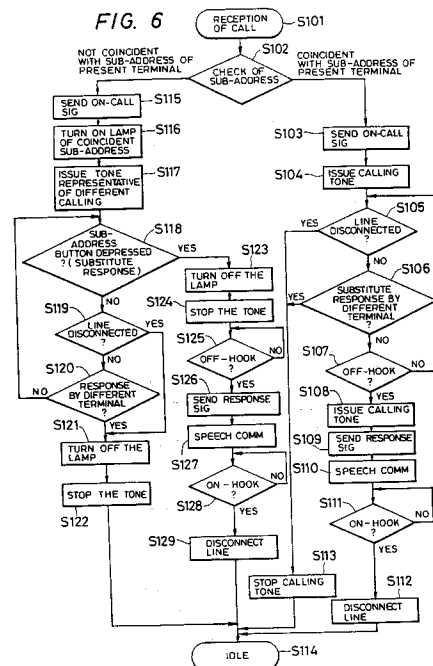 FIG. 6
RECEPTION
OF CALL
S101
NOT COINCIDENT
WITH SUB-ADDRESS OF
PRESENT TERMINAL
S102
CHECK OF
SUB-ADDRESS
COINCIDENT WITH
SUB-ADDRESS OF
PRESENT TERMINAL
SEND ON-CALL
SIG
S115
TURN ON LAMP
OF COINCIDENT
SUB-ADDRESS
S116
ISSUE TONE
REPRESENTATIVE
OF DIFFERENT
CALLING
S117
SUB-
ADDRESS
BUTTON DEPRESSED
? (SUBSTITUTE
RESPONSE)
S118
YES
NO
S119
LINE
DISCONNECTED
?
YES
NO
S120
RESPONSE
BY DIFFERENT
TERMINAL?
NO
YES
S121
TURN OFF THE
LAMP
STOP THE TONE
S122
S123
TURN OFF
THE LAMP
S124
STOP THE TONE
S125
OFF-HOOK
?
NO
YES
S126
SEND RESPONSE
SIG
SPEECH COMM
S127
ON-HOOK
?
NO
S128
YES
S129
DISCONNECT
LINE
S103
SEND ON-CALL
SIG
S104
ISSUE CALLING
TONE
S105
YES
LINE
DISCONNECTED
?
NO
S106
SUBSTITUTE
RESPONSE BY
DIFFERENT
TERMINAL
?
YES
NO
S107
OFF-HOOK
?
NO
YES
S108
ISSUE CALLING
TONE
S109
SEND RESPONSE
SIG
S110
SPEECH COMM
S111
ON-HOOK
?
NO
YES
S113
STOP CALLING
TONE
S112
DISCONNECT
LINE
IDLE
S114